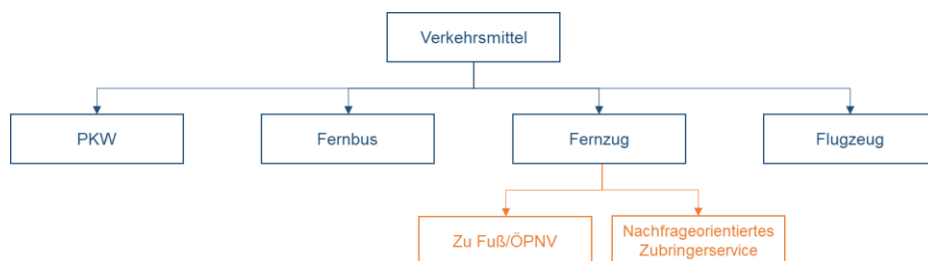 Verkehrsmittel
PKW
Fernbus
Fernzug
Flugzeug
Zu Fuß/ÖPNV
Nachfrageorientiertes
Zubringerservice